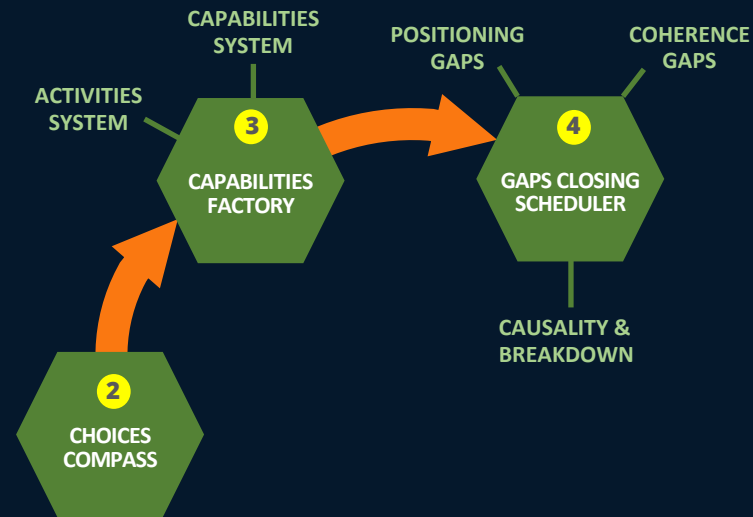 CAPABILITIES
SYSTEM
ACTIVITIES
SYSTEM
3
CAPABILITIES
FACTORY
POSITIONING
GAPS
COHERENCE
GAPS
4
GAPS CLOSING
SCHEDULER
CAUSALITY &
BREAKDOWN
2
CHOICES
COMPASS